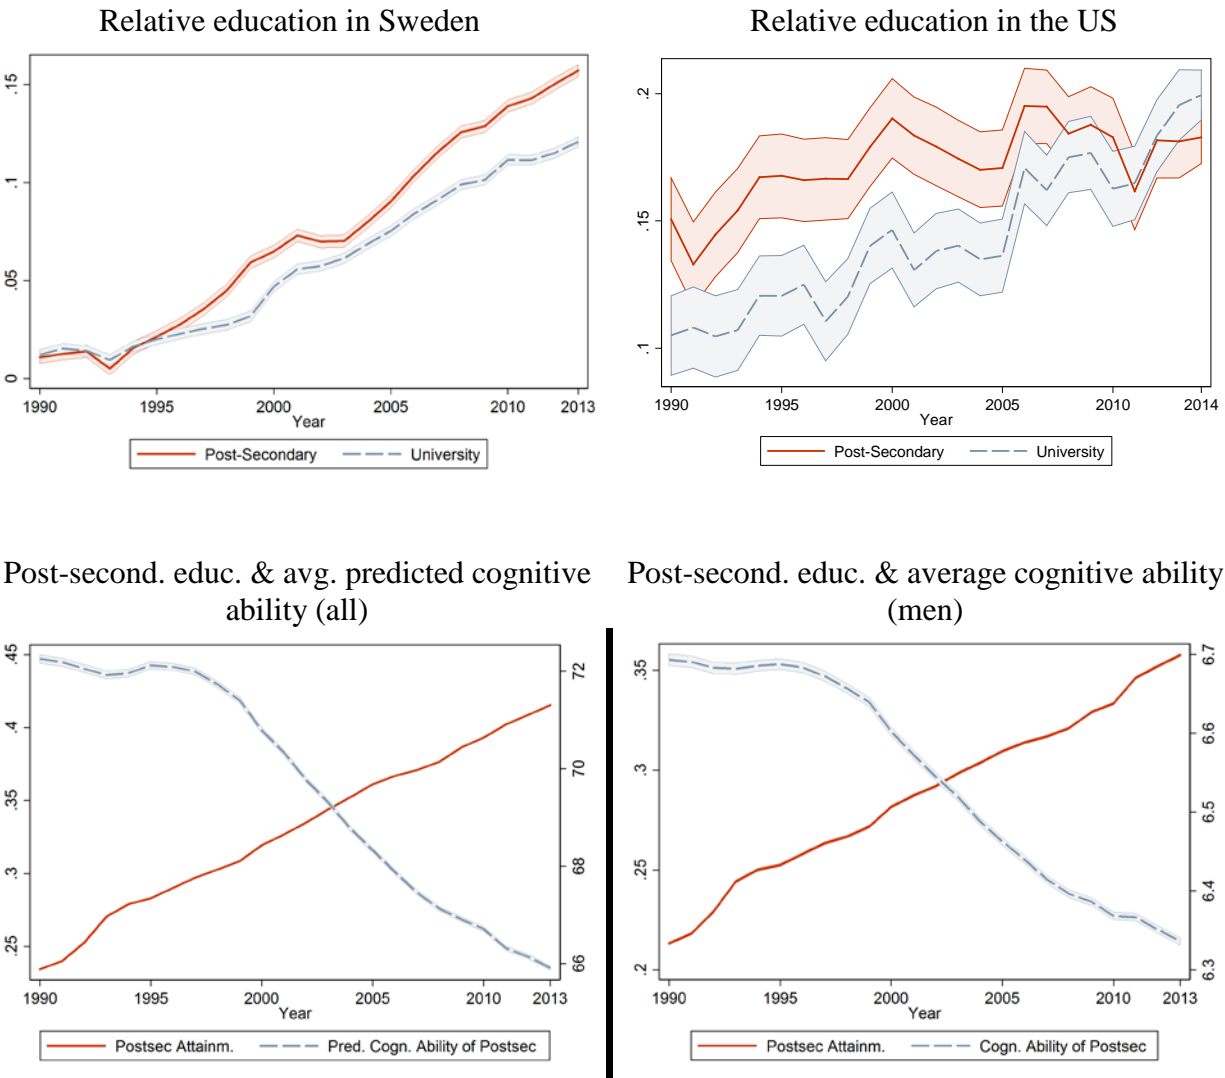 Relative education in Sweden
.15
.1
.05
0
1990 1995 2000 2005 2010 2013
Year
Post-Secondary University
Relative education in the US
.2
.15
.1
1990 1995 2000 2005 2010 2014
Year
Post-Secondary University
Post-second. educ. & avg. predicted cognitive
ability (all)
.45
.4
.35
.3
.25
72
70
68
66
1990 1995 2000 2005 2010 2013
Year
Postsec Attainm. Pred. Cogn. Ability of Postsec
Post-second. educ. & average cognitive ability
(men)
.35
.3
.25
.2
6.7
6.6
6.5
6.4
6.3
1990 1995 2000 2005 2010 2013
Year
Postsec Attainm. Cogn. Ability of Postsec